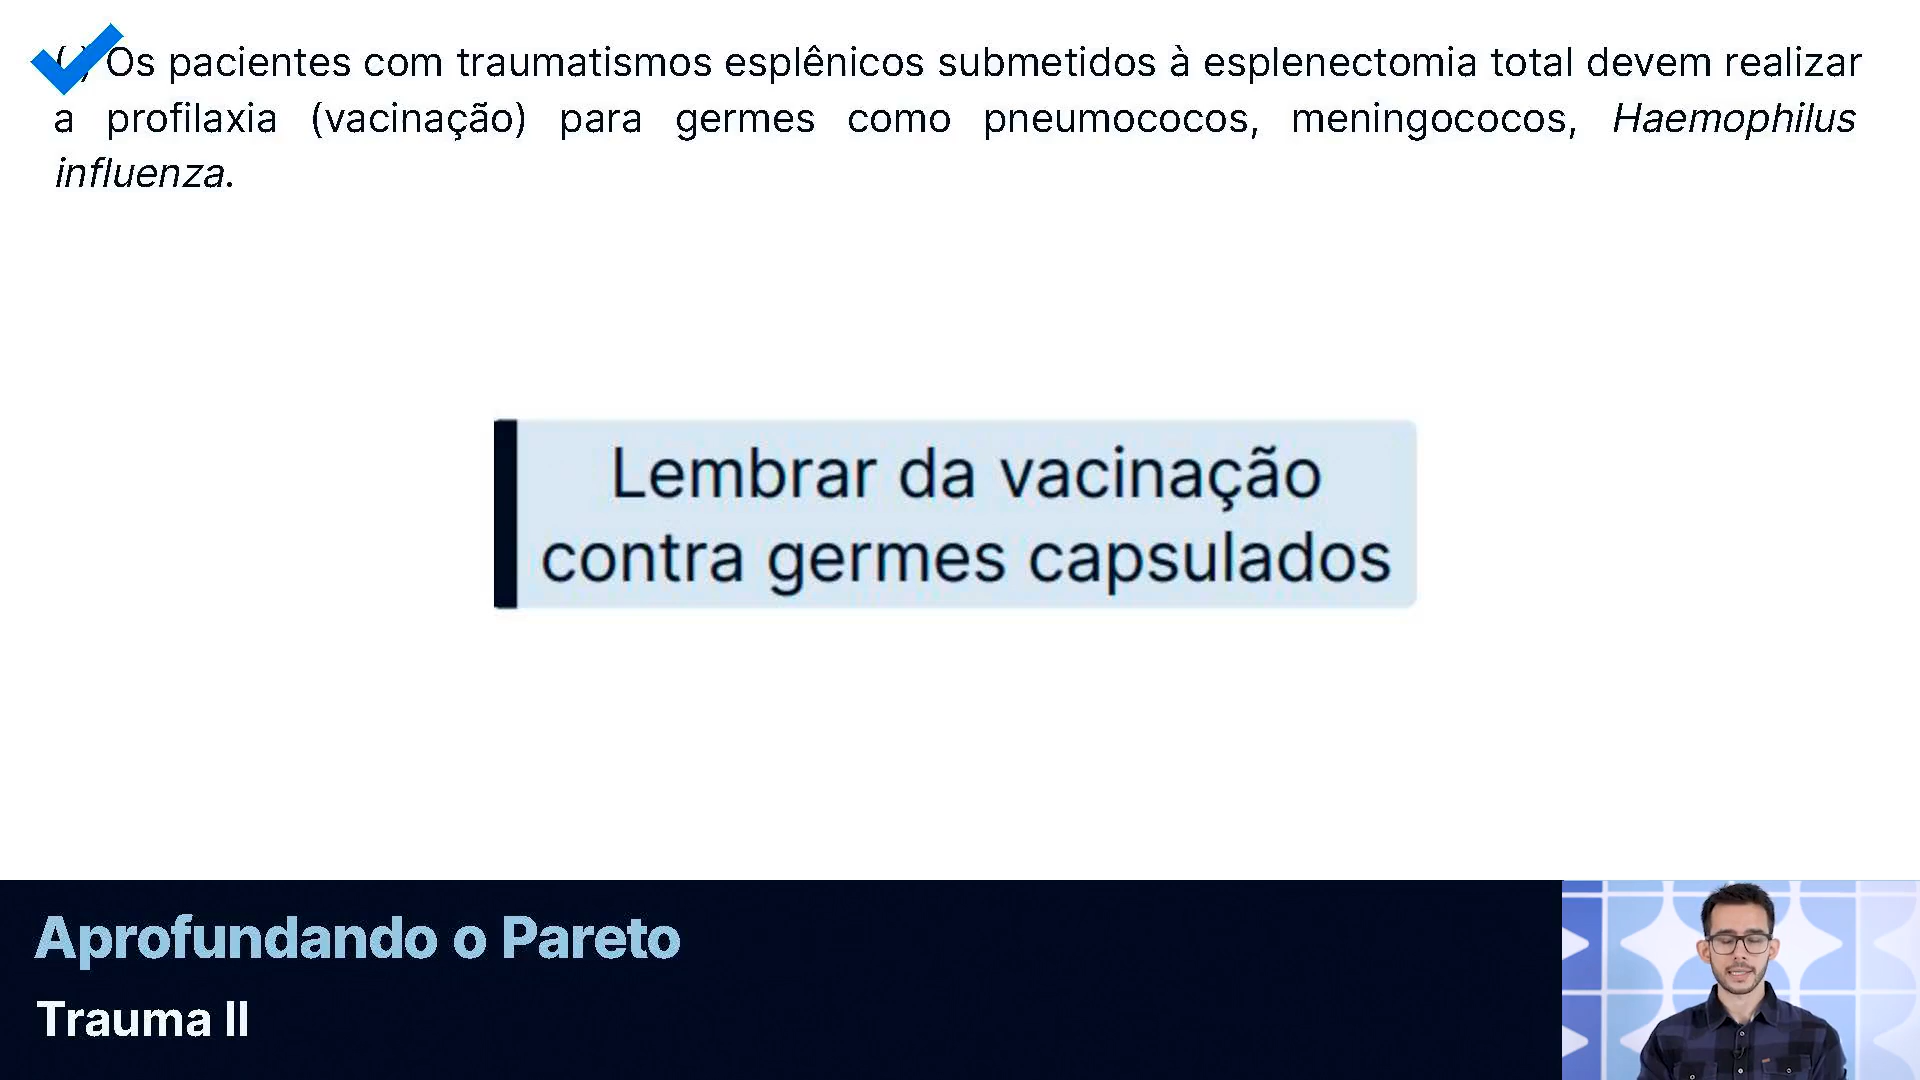 ( ) Os pacientes com traumatismos esplênicos submetidos à esplenectomia total devem realizar
a profilaxia (vacinação) para germes como pneumococos, meningococos, Haemophilus
influenza.
Lembrar da vacinação
contra germes capsulados
Aprofundando o Pareto
Trauma II